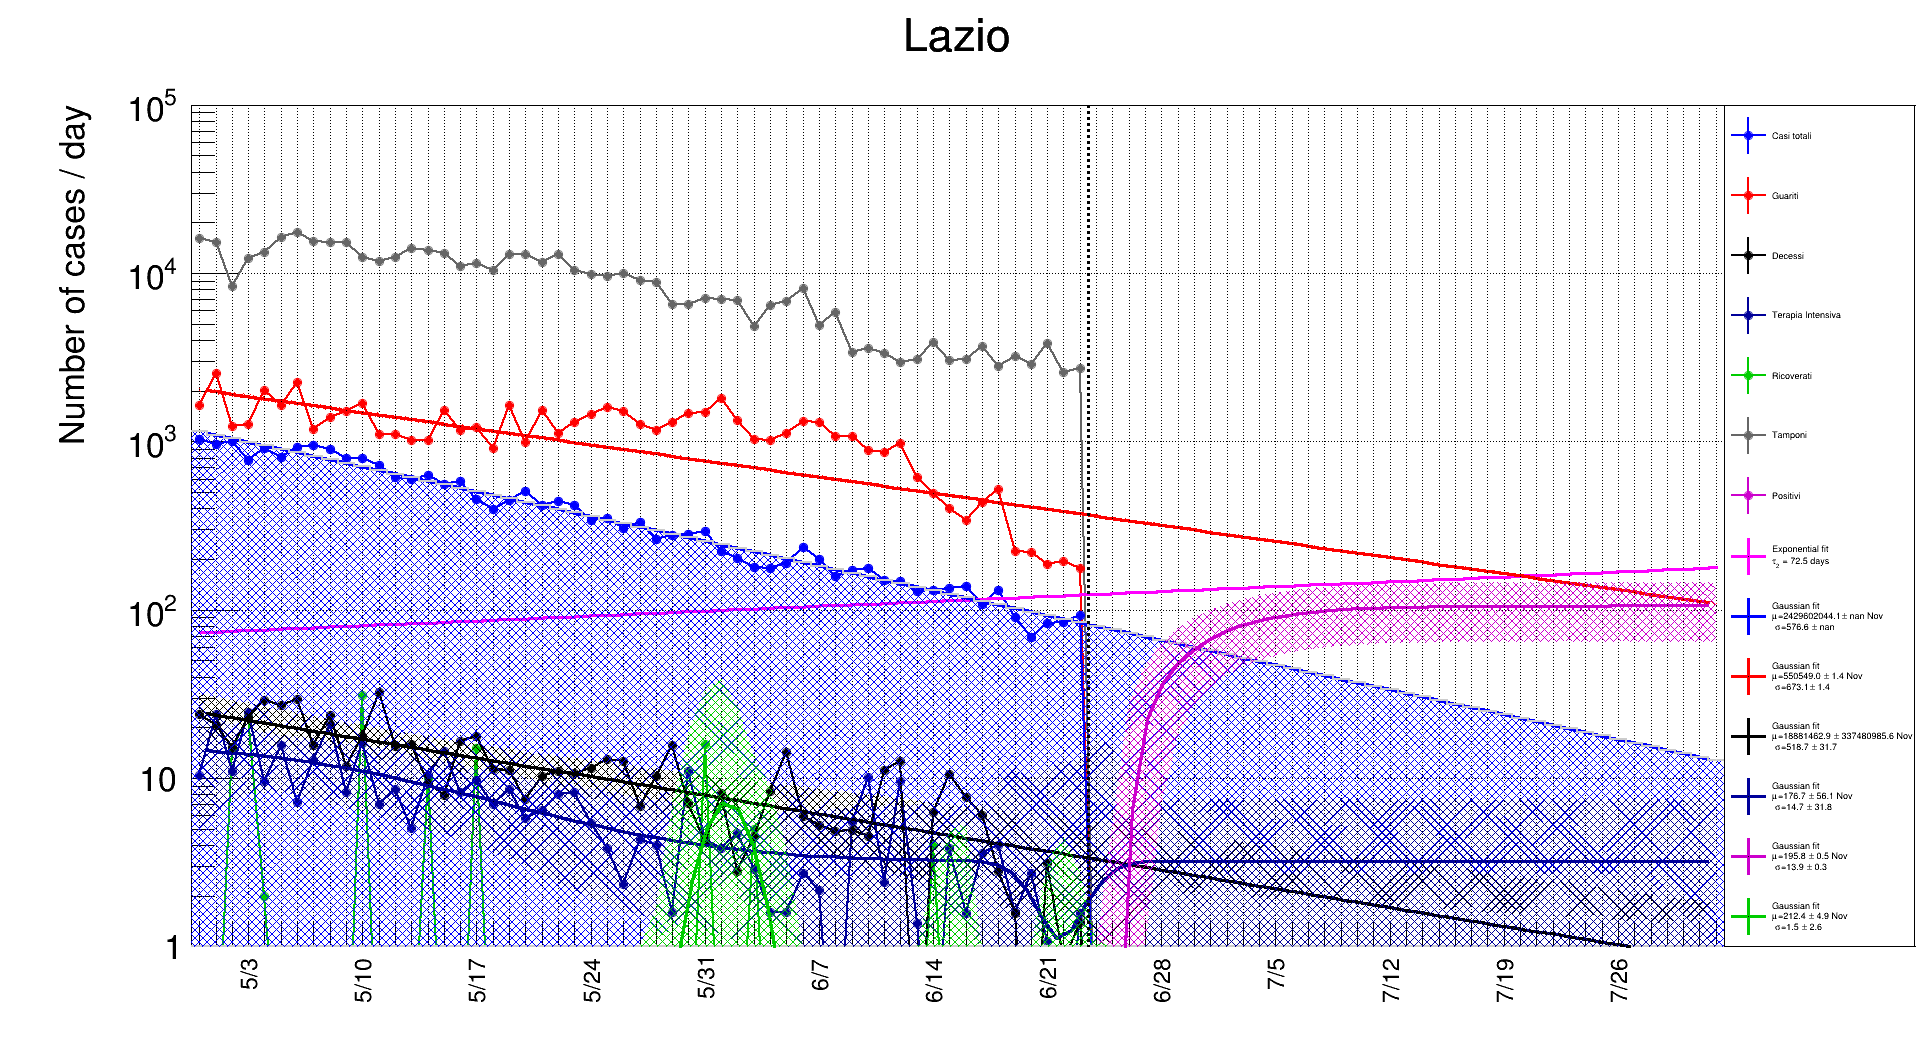 Lazio
Number of cases / day
10^5
10^4
10^3
10^2
10
1
5/3
5/10
5/17
5/24
5/31
6/7
6/14
6/21
6/28
7/5
7/12
7/19
7/26
Casi totali
Guariti
Decessi
Terapia Intensiva
Ricoverati
Tamponi
Positivi
Exponential fit
τ_2 = 72.5 days
Gaussian fit
μ=2429602044.1 ± nan Nov
σ=576.6 ± nan
Gaussian fit
μ=550549.0 ± 1.4 Nov
σ=673.1 ± 1.4
Gaussian fit
μ=18881462.9 ± 337480985.6 Nov
σ=518.7 ± 31.7
Gaussian fit
μ=176.7 ± 56.1 Nov
σ=14.7 ± 31.8
Gaussian fit
μ=195.8 ± 0.5 Nov
σ=13.9 ± 0.3
Gaussian fit
μ=212.4 ± 4.9 Nov
σ=1.5 ± 2.6